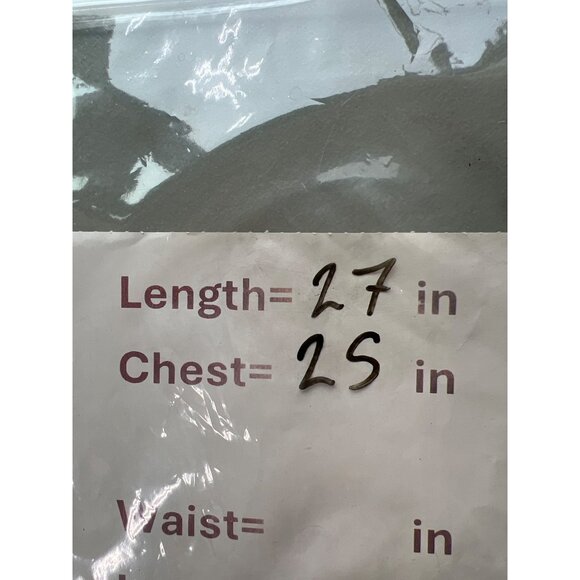 Length= 27 in
Chest= 25 in
Waist= in